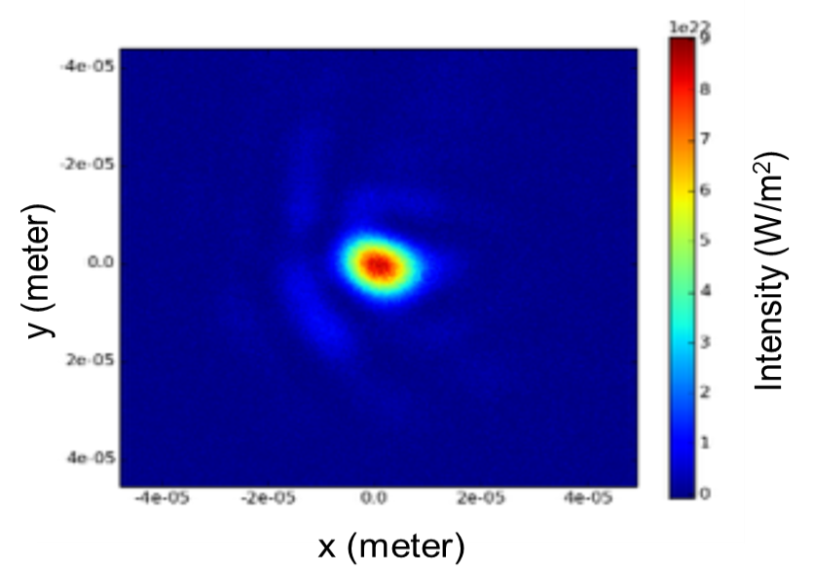 1e22
9
-4e-05
8
-2e-05
7
6
0.0
5
4
2e-05
3
2
4e-05
1
0
-4e-05 -2e-05 0.0 2e-05 4e-05
x (meter)
y (meter)
Intensity (W/m²)